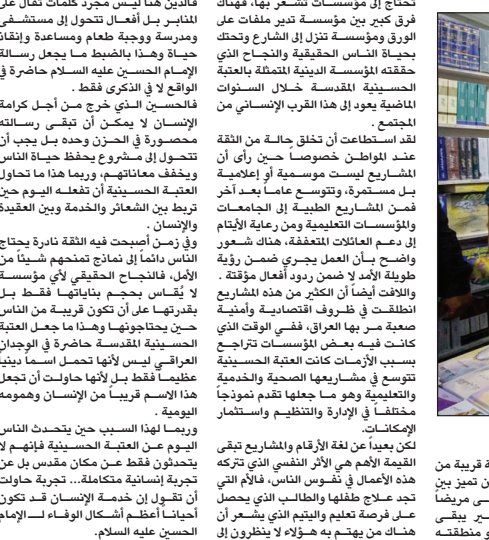 ة قريبة من
ن تميز بين
ى مريضاً
ير يبقى
و منطقته
تحتاج إلى مؤسسات تشعر بها، فهناك
فرق كبير بين مؤسسة تدير ملفات على
الورق ومؤسسة تنزل إلى الشارع وتحتك
بحياة الناس الحقيقية والنجاح الذي
حققته المؤسسة الدينية المتمثلة بالعتبة
الحسينية المقدسة خلال السنوات
الماضية يعود إلى هذا القرب الإنساني من
المجتمع .
لقد استطاعت أن تخلق حالة من الثقة
عند المواطن خصوصاً حين رأى أن
المشاريع ليست موسمية أو إعلامية
بل مستمرة، وتتوسع عاماً بعد آخر
فمن المشاريع الطبية إلى الجامعات
والمؤسسات التعليمية ومن رعاية الأيتام
إلى دعم العائلات المتعففة، هناك شعور
واضح بأن العمل يجري ضمن رؤية
طويلة الأمد لا ضمن ردود أفعال مؤقتة .
واللافت أيضاً أن الكثير من هذه المشاريع
انطلقت في ظروف اقتصادية وأمنية
صعبة مر بها العراق، ففي الوقت الذي
كانت فيه بعض المؤسسات تتراجع
بسبب الأزمات كانت العتبة الحسينية
تتوسع في مشاريعها الصحية والخدمية
والتعليمية وهو ما جعلها تقدم نموذجاً
مختلفاً في الإدارة والتنظيم واستثمار
الإمكانات.
لكن بعيداً عن لغة الأرقام والمشاريع تبقى
القيمة الأهم هي الأثر النفسي الذي تتركه
هذه الأعمال في نفوس الناس، فالأم التي
تجد علاج طفلها والطالب الذي يحصل
على فرصة تعليم واليتيم الذي يشعر أن
هناك من يهتم به هؤلاء لا ينظرون إلى
فالدين هنا ليس مجرد كلمات تقال على
المنابر بل أفعال تتحول إلى مستشفى
ومدرسة ووجبة طعام ومساعدة وإنقاذ
حياة وهذا بالضبط ما يجعل رسالة
الإمام الحسين عليه السلام حاضرة في
الواقع لا في الذكرى فقط .
فالحسين الذي خرج من أجل كرامة
الإنسان لا يمكن أن تبقى رسالته
محصورة في الحزن وحده بل يجب أن
تتحول إلى مشروع يحفظ حياة الناس
ويخفف معاناتهم، وربما هذا ما تحاول
العتبة الحسينية أن تفعله اليوم حين
تربط بين الشعائر والخدمة وبين العقيدة
والإنسان .
وفي زمن أصبحت فيه الثقة نادرة يحتاج
الناس دائماً إلى نماذج تمنحهم شيئاً من
الأمل، فالنجاح الحقيقي لأي مؤسسة
لا يُقاس بحجم بناياتها فقط بل
بقدرتها على أن تكون قريبة من الناس
حين يحتاجونها وهذا ما جعل العتبة
الحسينية المقدسة حاضرة في الوجدان
العراقي ليس لأنها تحمل اسماً دينياً
عظيماً فقط بل لأنها حاولت أن تجعل
هذا الاسم قريباً من الإنسان وهمومه
اليومية .
وربما لهذا السبب حين يتحدث الناس
اليوم عن العتبة الحسينية فإنهم لا
يتحدثون فقط عن مكان مقدس بل عن
تجربة إنسانية متكاملة... تجربة حاولت
أن تقول إن خدمة الإنسان قد تكون
أحياناً أعظم أشكال الوفاء للإمام
الحسين عليه السلام.